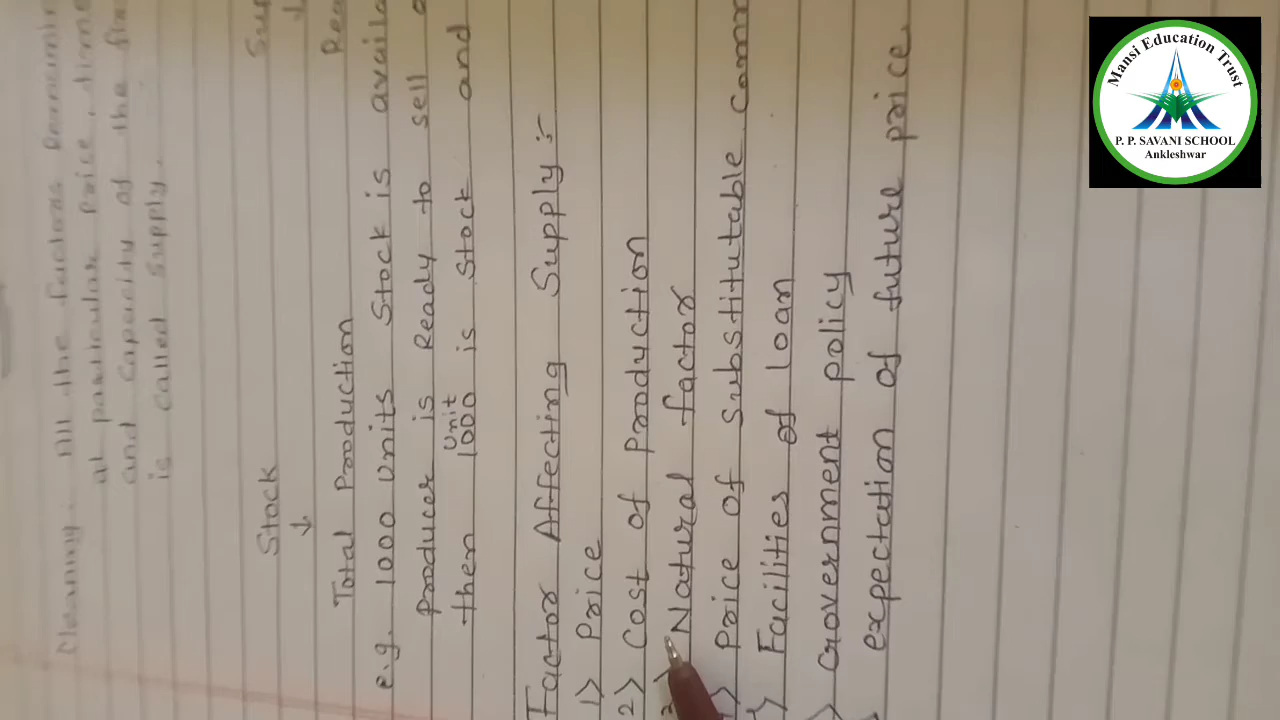 Meaning - All the factors remaining
at particular price, time
and capacity of the firm
is called supply.
Stock
↓
Total Production
e.g. 1000 units Stock is
Producer is Ready to sell
then 1000 Unit is Stock and
Factor Affecting Supply :-
1> Price
2> Cost of Production
Natural factor
Price of substitutable
Facilities of loan
Government policy
expectation of future price
Mansi Education Trust
P. P. SAVANI SCHOOL
Ankleshwar